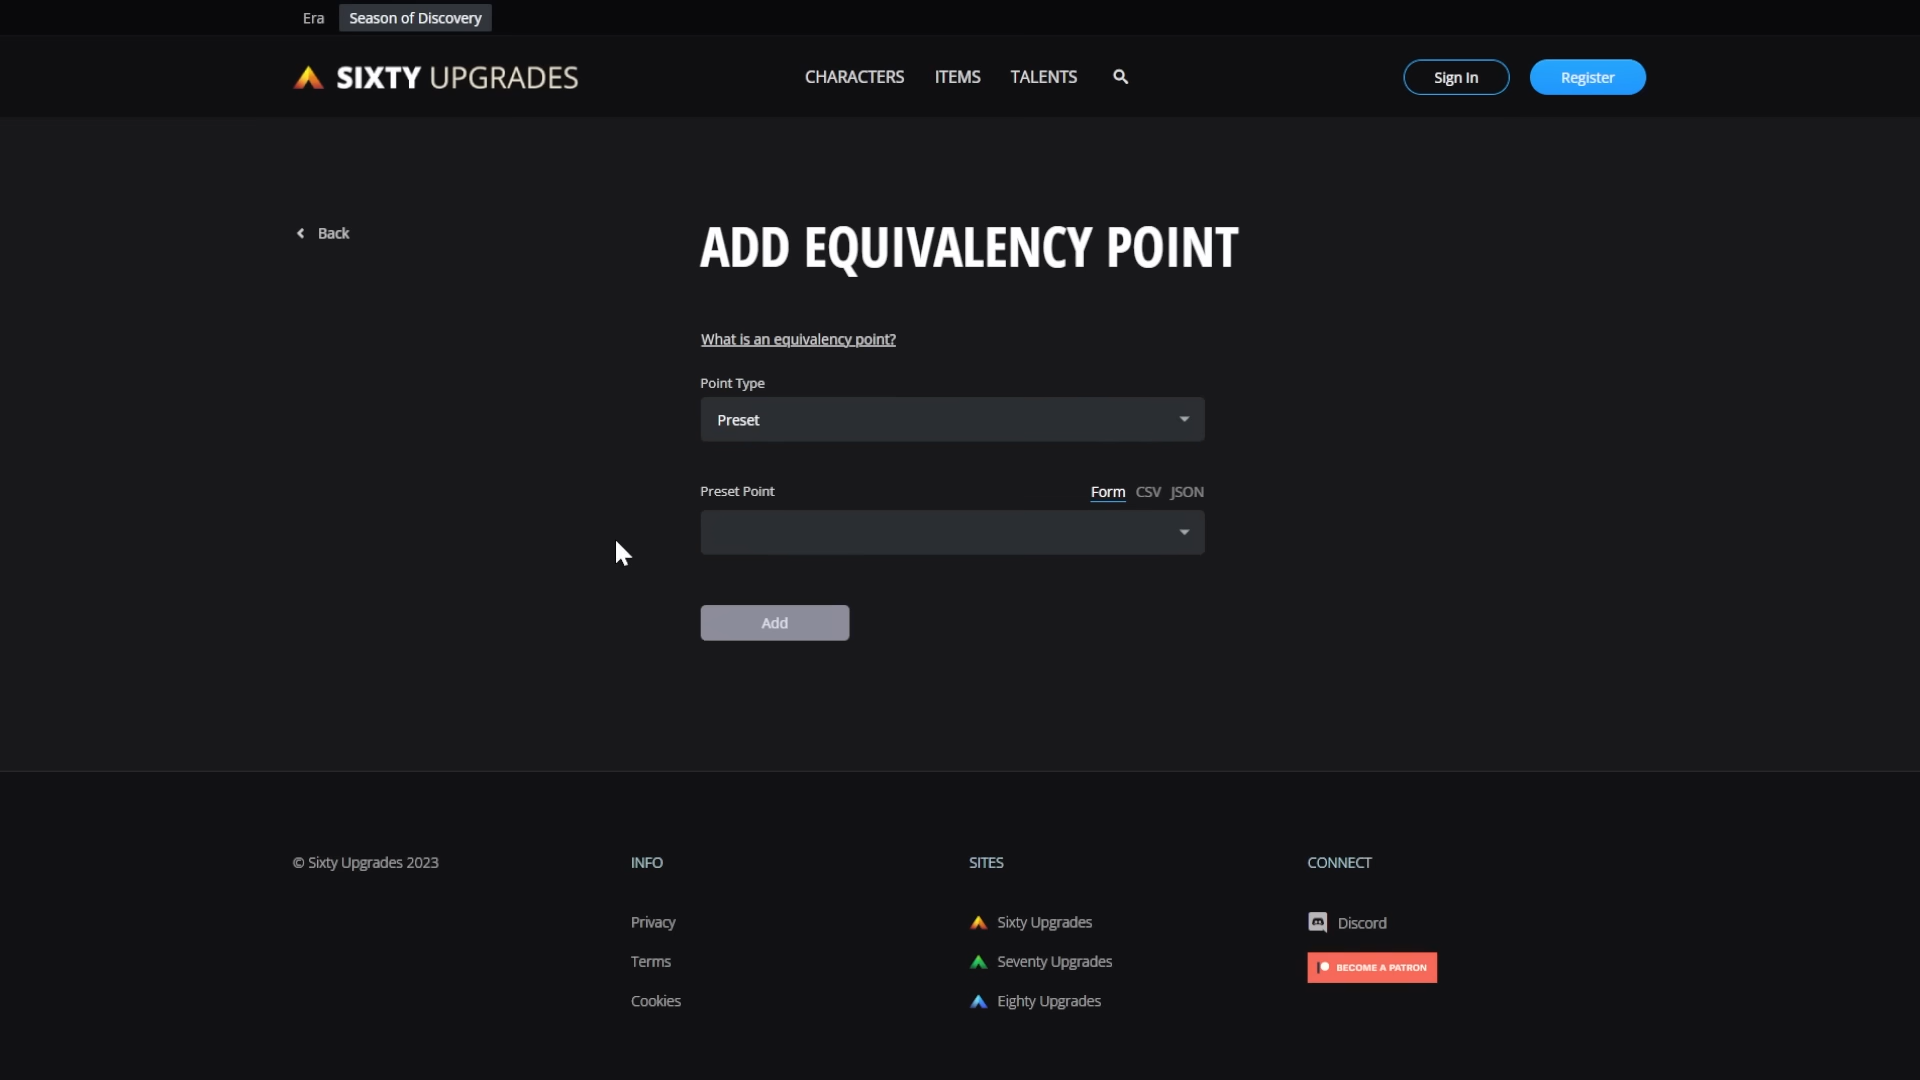 Era Season of Discovery
SIXTY UPGRADES CHARACTERS ITEMS TALENTS Sign In Register
Back
ADD EQUIVALENCY POINT
What is an equivalency point?
Point Type
Preset
Preset Point Form CSV JSON
Add
© Sixty Upgrades 2023 INFO SITES CONNECT
Privacy Sixty Upgrades Discord
Terms Seventy Upgrades BECOME A PATRON
Cookies Eighty Upgrades